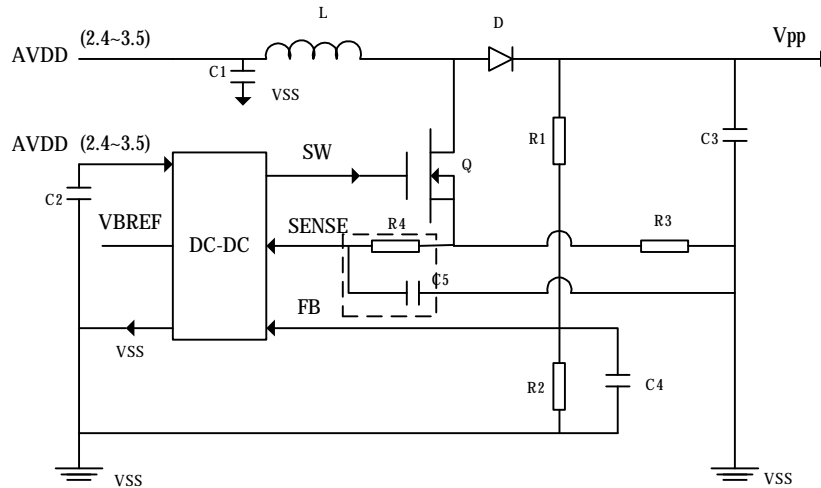 L
D
AVDD (2.4~3.5)
Vpp
C1
VSS
AVDD (2.4~3.5)
SW
Q
R1
C3
C2
VBREF
DC-DC
SENSE
R4
R3
C5
FB
VSS
R2
C4
VSS
VSS